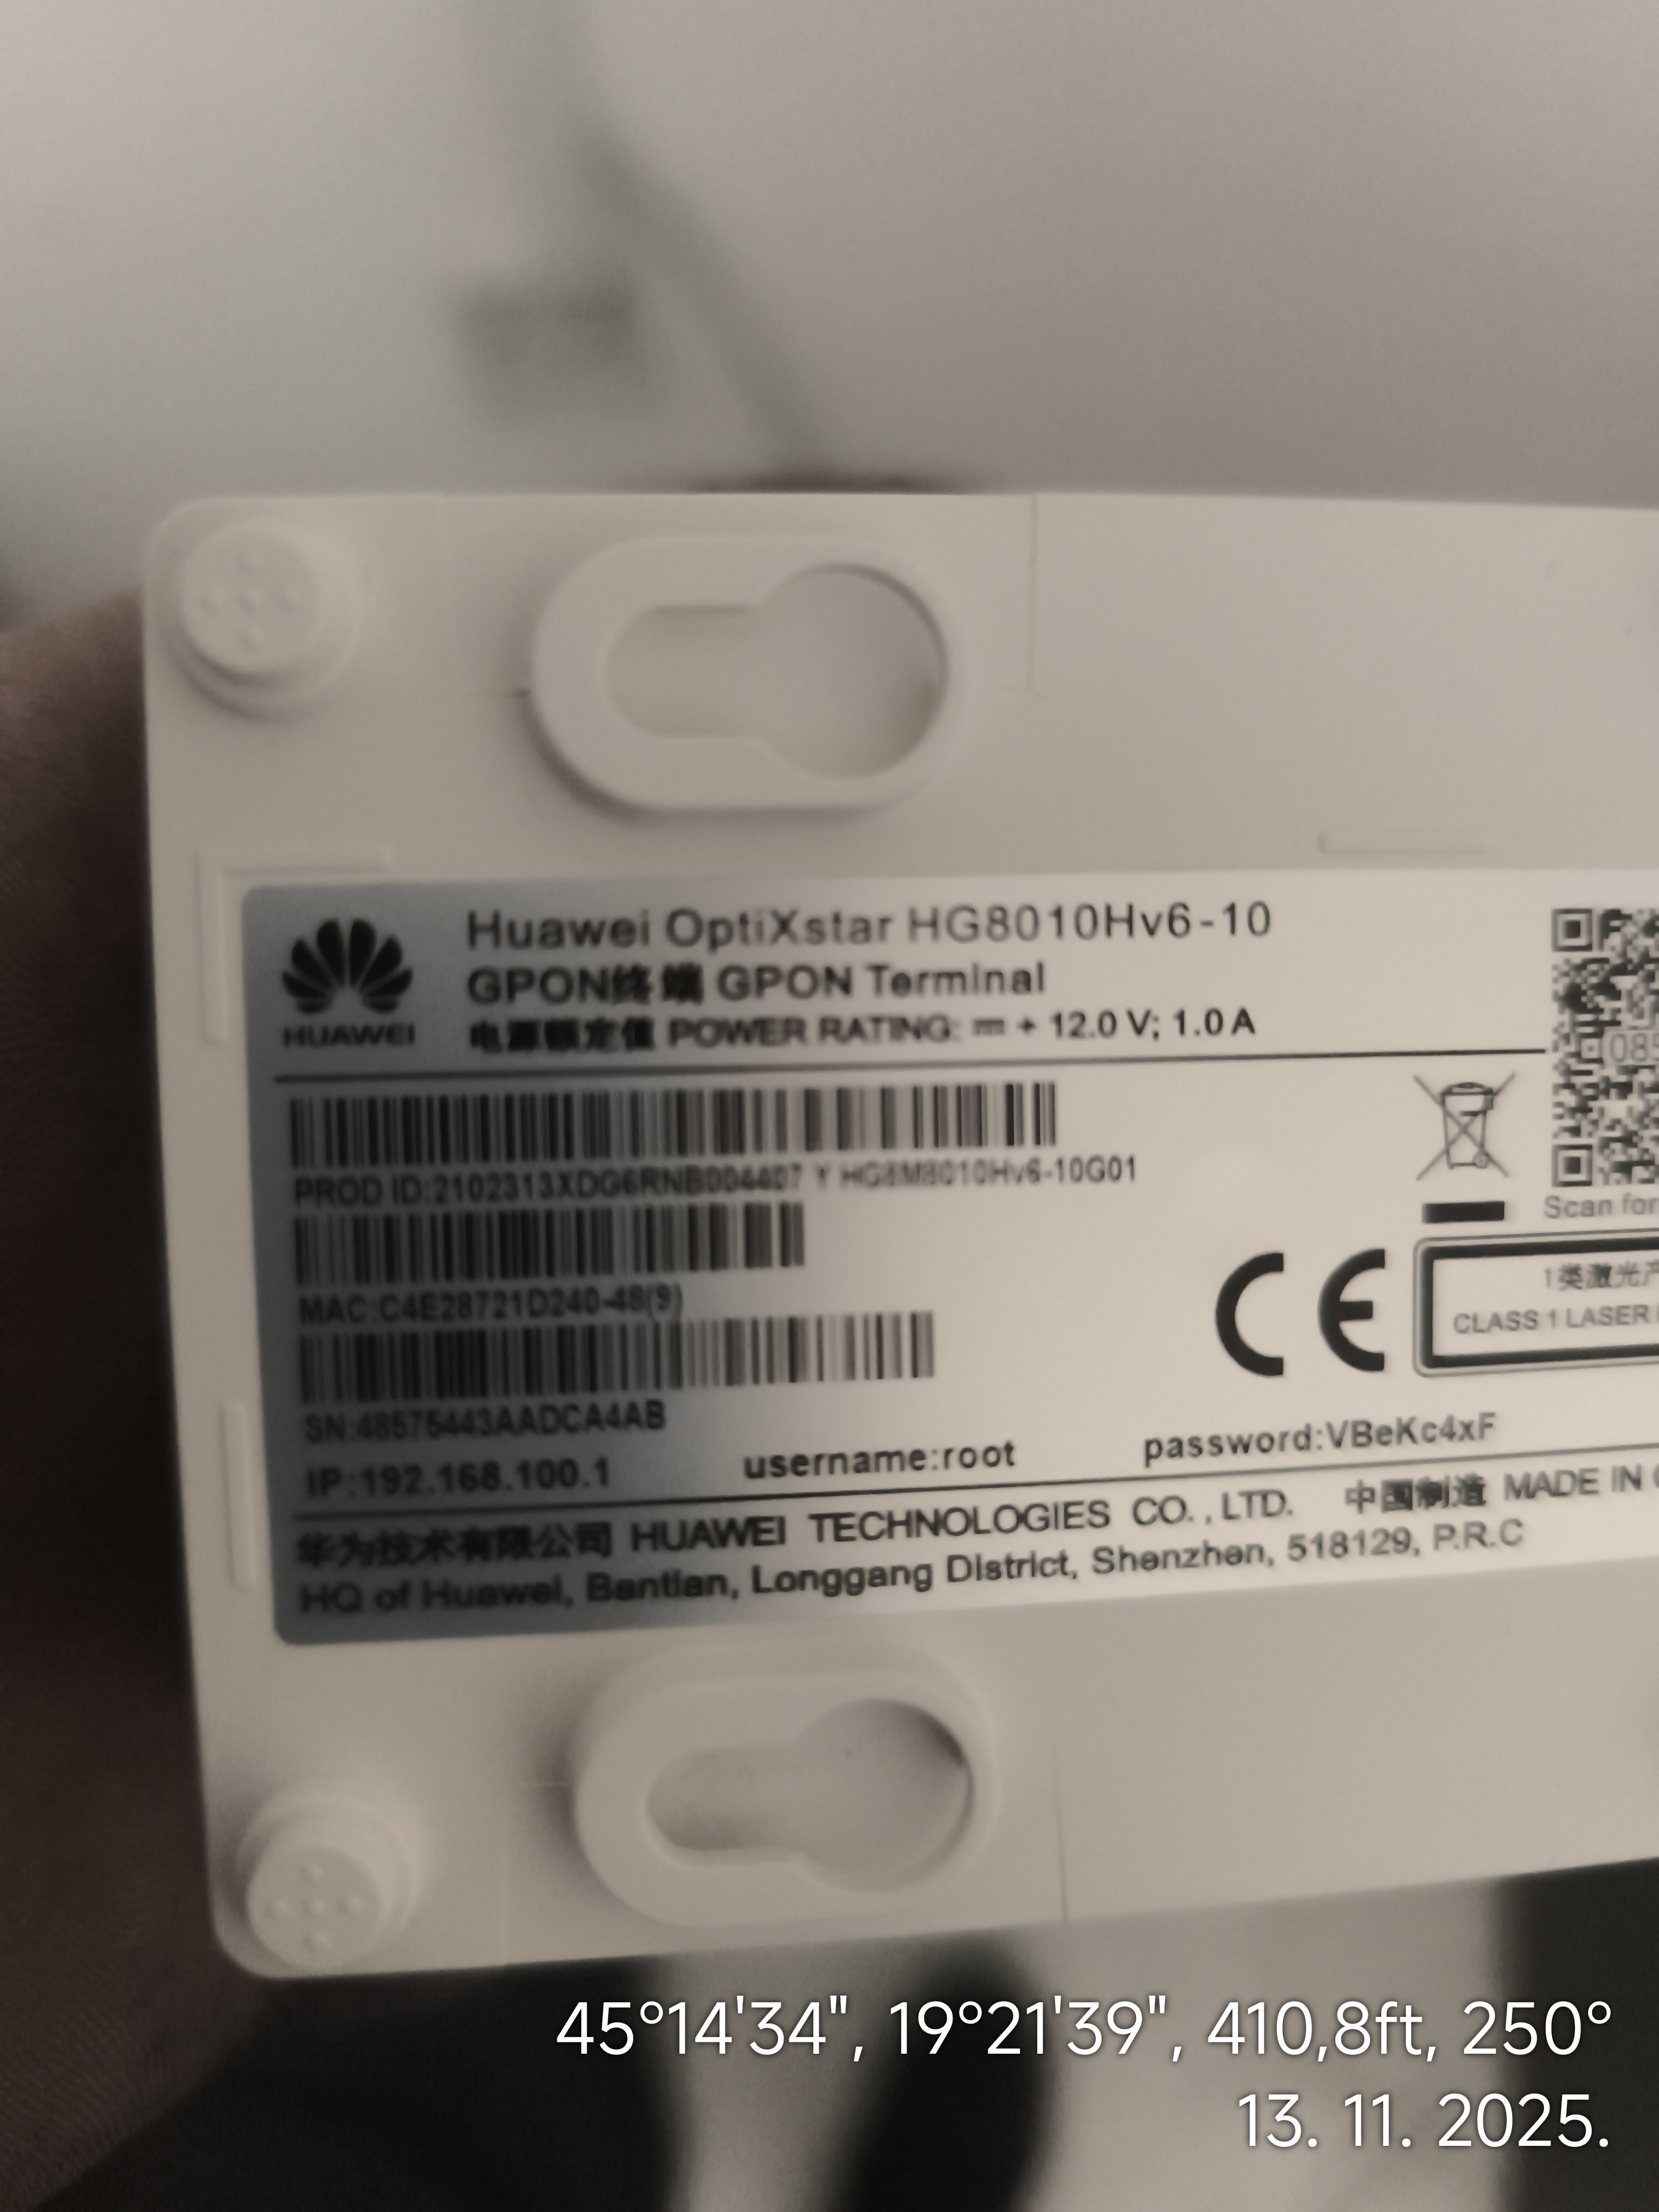 Huawei OptiXstar HG8010Hv6-10
GPON终端 GPON Terminal
HUAWEI
电源额定值 POWER RATING: ⎓ + 12.0 V; 1.0 A
085
PROD ID:2102313XDG6RNB004407 Y HG8M8010Hv6-10G01
Scan for
MAC:C4E28721D240-48(9)
1类激光产
CLASS 1 LASER
CE
SN:48575443AADCA4AB
IP:192.168.100.1 username:root password:VBeKc4xF
华为技术有限公司 HUAWEI TECHNOLOGIES CO., LTD. 中国制造 MADE IN
HQ of Huawei, Bantian, Longgang District, Shenzhen, 518129, P.R.C
45°14'34", 19°21'39", 410,8ft, 250°
13. 11. 2025.